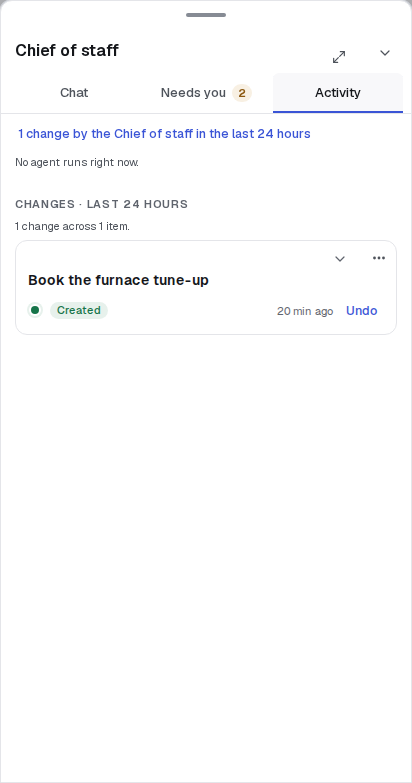 Chief of staff
Chat
Needs you 2
Activity
1 change by the Chief of staff in the last 24 hours
No agent runs right now.
CHANGES · LAST 24 HOURS
1 change across 1 item.
Book the furnace tune-up
Created
20 min ago
Undo